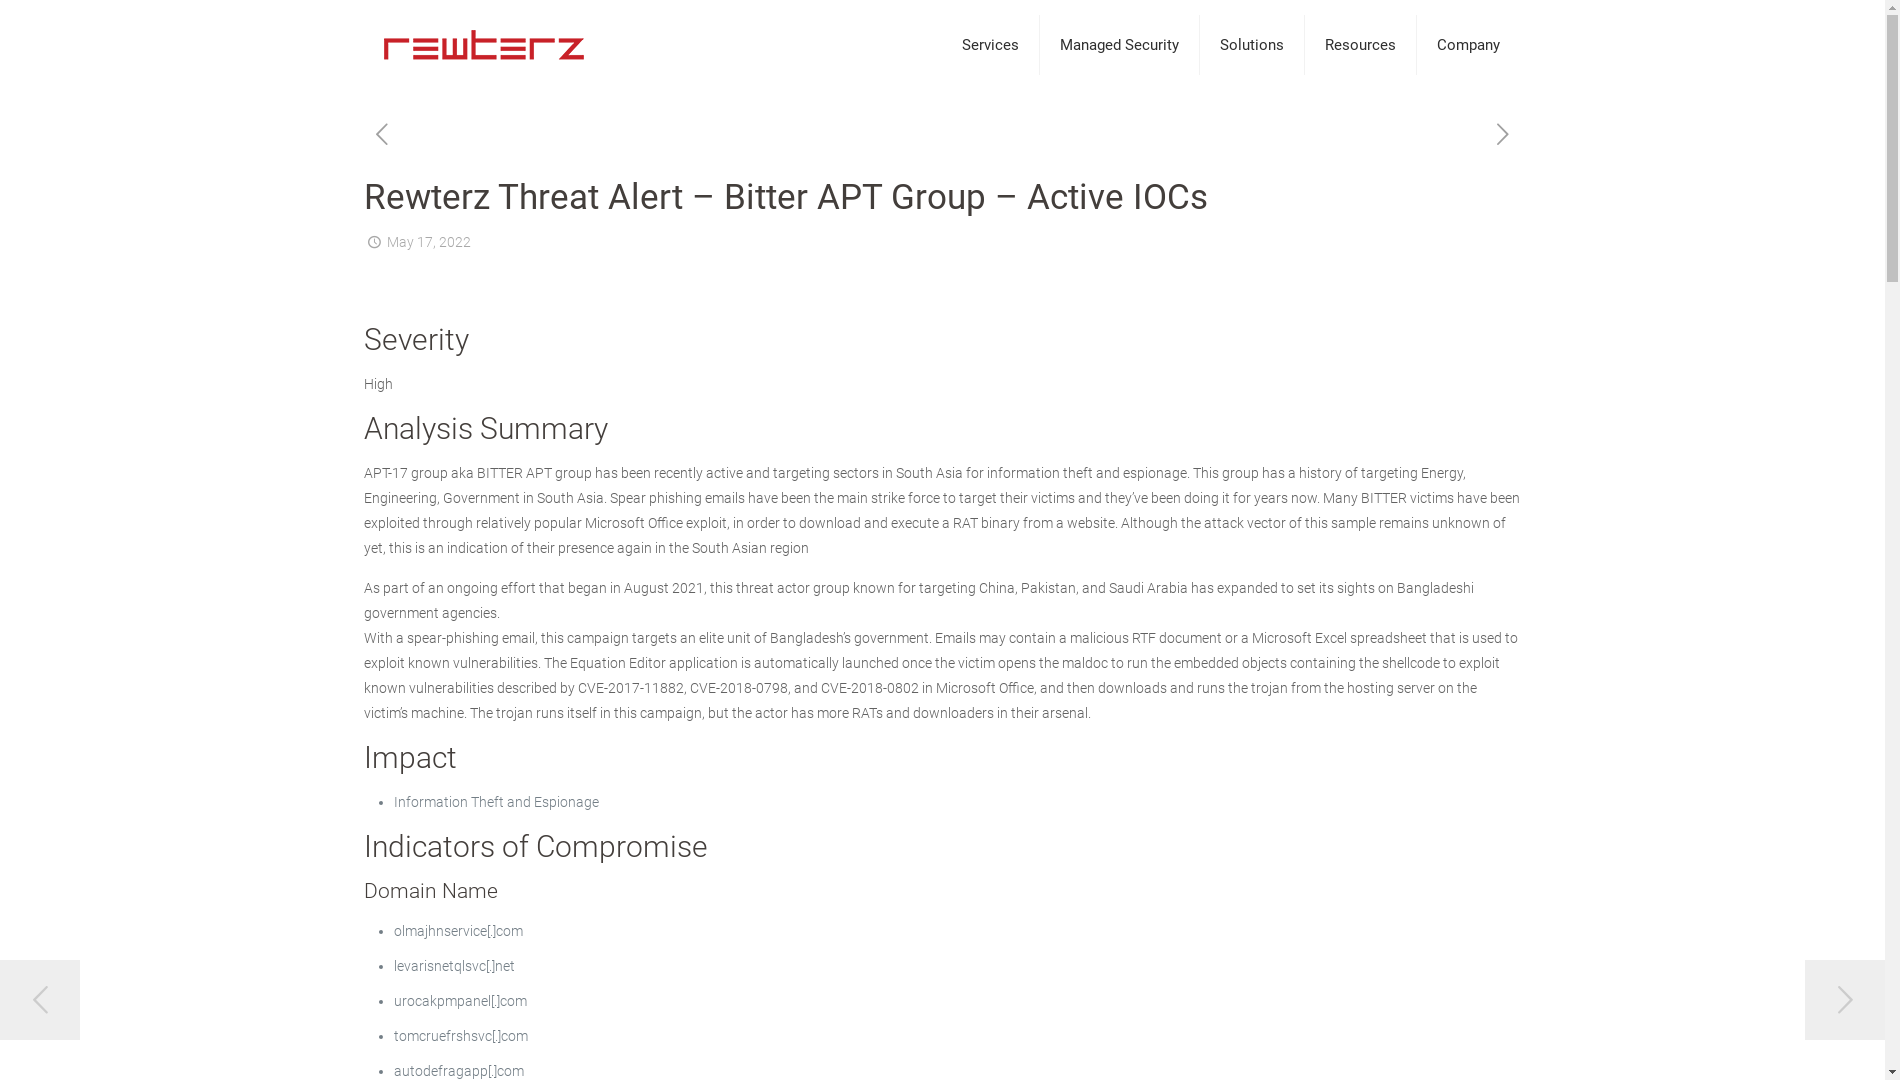 rewterz
Services
Managed Security
Solutions
Resources
Company
Rewterz Threat Alert – Bitter APT Group – Active IOCs
May 17, 2022
Severity
High
Analysis Summary
APT-17 group aka BITTER APT group has been recently active and targeting sectors in South Asia for information theft and espionage. This group has a history of targeting Energy,
Engineering, Government in South Asia. Spear phishing emails have been the main strike force to target their victims and they’ve been doing it for years now. Many BITTER victims have been
exploited through relatively popular Microsoft Office exploit, in order to download and execute a RAT binary from a website. Although the attack vector of this sample remains unknown of
yet, this is an indication of their presence again in the South Asian region
As part of an ongoing effort that began in August 2021, this threat actor group known for targeting China, Pakistan, and Saudi Arabia has expanded to set its sights on Bangladeshi
government agencies.
With a spear-phishing email, this campaign targets an elite unit of Bangladesh’s government. Emails may contain a malicious RTF document or a Microsoft Excel spreadsheet that is used to
exploit known vulnerabilities. The Equation Editor application is automatically launched once the victim opens the maldoc to run the embedded objects containing the shellcode to exploit
known vulnerabilities described by CVE-2017-11882, CVE-2018-0798, and CVE-2018-0802 in Microsoft Office, and then downloads and runs the trojan from the hosting server on the
victim’s machine. The trojan runs itself in this campaign, but the actor has more RATs and downloaders in their arsenal.
Impact
• Information Theft and Espionage
Indicators of Compromise
Domain Name
• olmajhnservice[.]com
• levarisnetqlsvc[.]net
• urocakpmpanel[.]com
• tomcruefrshsvc[.]com
• autodefragapp[.]com